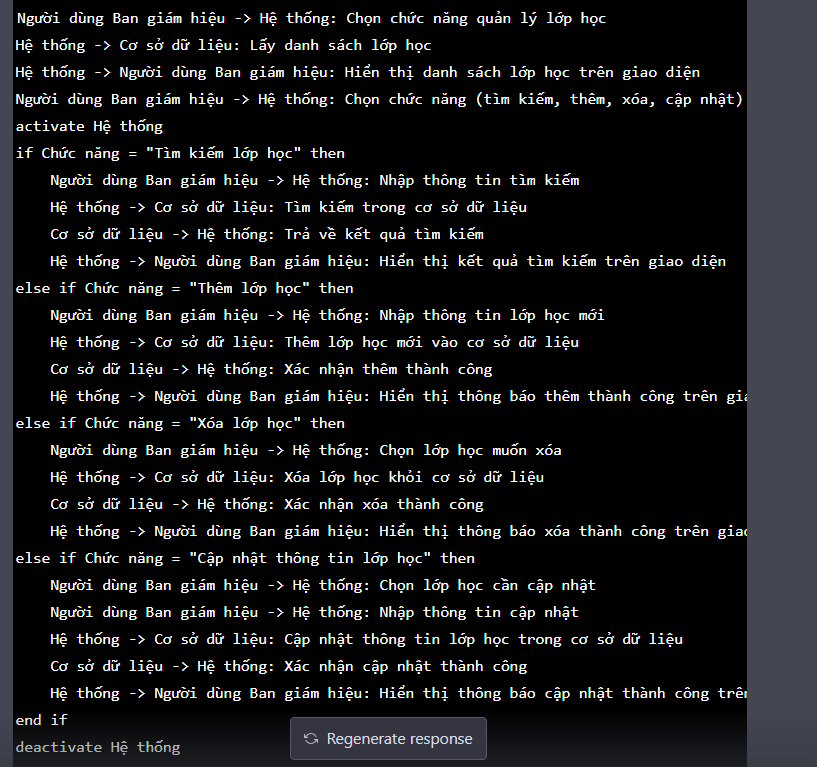 Người dùng Ban giám hiệu -> Hệ thống: Chọn chức năng quản lý lớp học
Hệ thống -> Cơ sở dữ liệu: Lấy danh sách lớp học
Hệ thống -> Người dùng Ban giám hiệu: Hiển thị danh sách lớp học trên giao diện
Người dùng Ban giám hiệu -> Hệ thống: Chọn chức năng (tìm kiếm, thêm, xóa, cập nhật)
activate Hệ thống
if Chức năng = "Tìm kiếm lớp học" then
    Người dùng Ban giám hiệu -> Hệ thống: Nhập thông tin tìm kiếm
    Hệ thống -> Cơ sở dữ liệu: Tìm kiếm trong cơ sở dữ liệu
    Cơ sở dữ liệu -> Hệ thống: Trả về kết quả tìm kiếm
    Hệ thống -> Người dùng Ban giám hiệu: Hiển thị kết quả tìm kiếm trên giao diện
else if Chức năng = "Thêm lớp học" then
    Người dùng Ban giám hiệu -> Hệ thống: Nhập thông tin lớp học mới
    Hệ thống -> Cơ sở dữ liệu: Thêm lớp học mới vào cơ sở dữ liệu
    Cơ sở dữ liệu -> Hệ thống: Xác nhận thêm thành công
    Hệ thống -> Người dùng Ban giám hiệu: Hiển thị thông báo thêm thành công trên
else if Chức năng = "Xóa lớp học" then
    Người dùng Ban giám hiệu -> Hệ thống: Chọn lớp học muốn xóa
    Hệ thống -> Cơ sở dữ liệu: Xóa lớp học khỏi cơ sở dữ liệu
    Cơ sở dữ liệu -> Hệ thống: Xác nhận xóa thành công
    Hệ thống -> Người dùng Ban giám hiệu: Hiển thị thông báo xóa thành công trên giao
else if Chức năng = "Cập nhật thông tin lớp học" then
    Người dùng Ban giám hiệu -> Hệ thống: Chọn lớp học cần cập nhật
    Người dùng Ban giám hiệu -> Hệ thống: Nhập thông tin cập nhật
    Hệ thống -> Cơ sở dữ liệu: Cập nhật thông tin lớp học trong cơ sở dữ liệu
    Cơ sở dữ liệu -> Hệ thống: Xác nhận cập nhật thành công
    Hệ thống -> Người dùng Ban giám hiệu: Hiển thị thông báo cập nhật thành công trên
end if
Regenerate response
deactivate Hệ thống